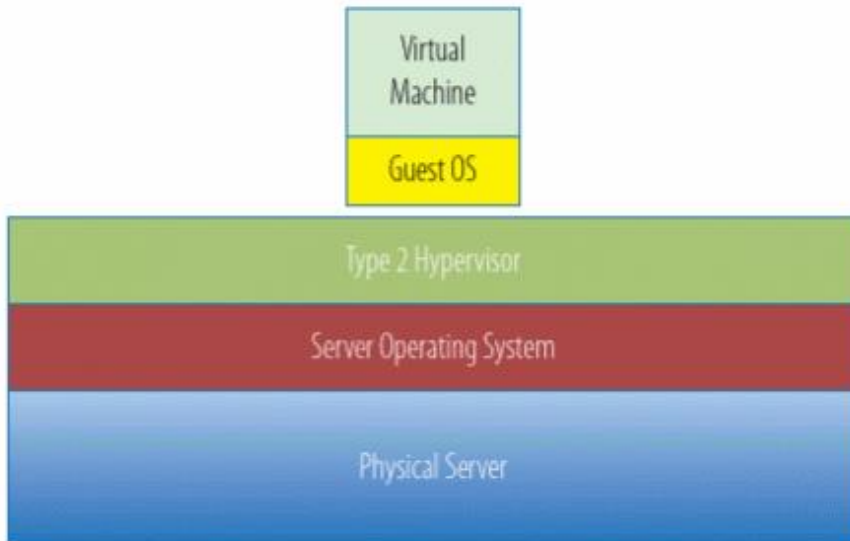 Virtual
Machine
Guest OS
Type 2 Hypervisor
Server Operating System
Physical Server